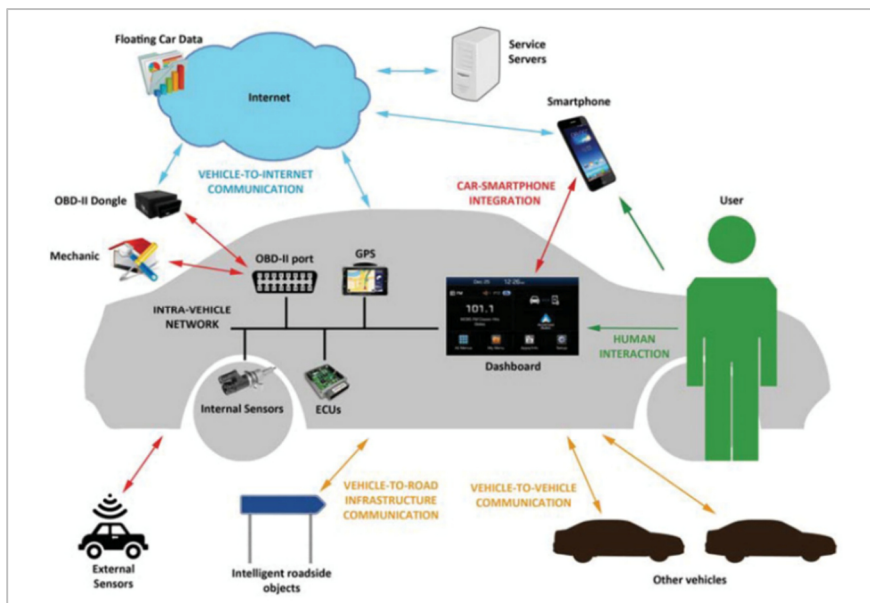 Floating Car Data
Internet
Service
Servers
Smartphone
VEHICLE-TO-INTERNET
COMMUNICATION
CAR-SMARTPHONE
INTEGRATION
User
OBD-II Dongle
Mechanic
OBD-II port
GPS
INTRA-VEHICLE
NETWORK
101.1
HUMAN
INTERACTION
Dashboard
Internal Sensors
ECUs
VEHICLE-TO-ROAD
INFRASTRUCTURE
COMMUNICATION
VEHICLE-TO-VEHICLE
COMMUNICATION
External
Sensors
Intelligent roadside
objects
Other vehicles